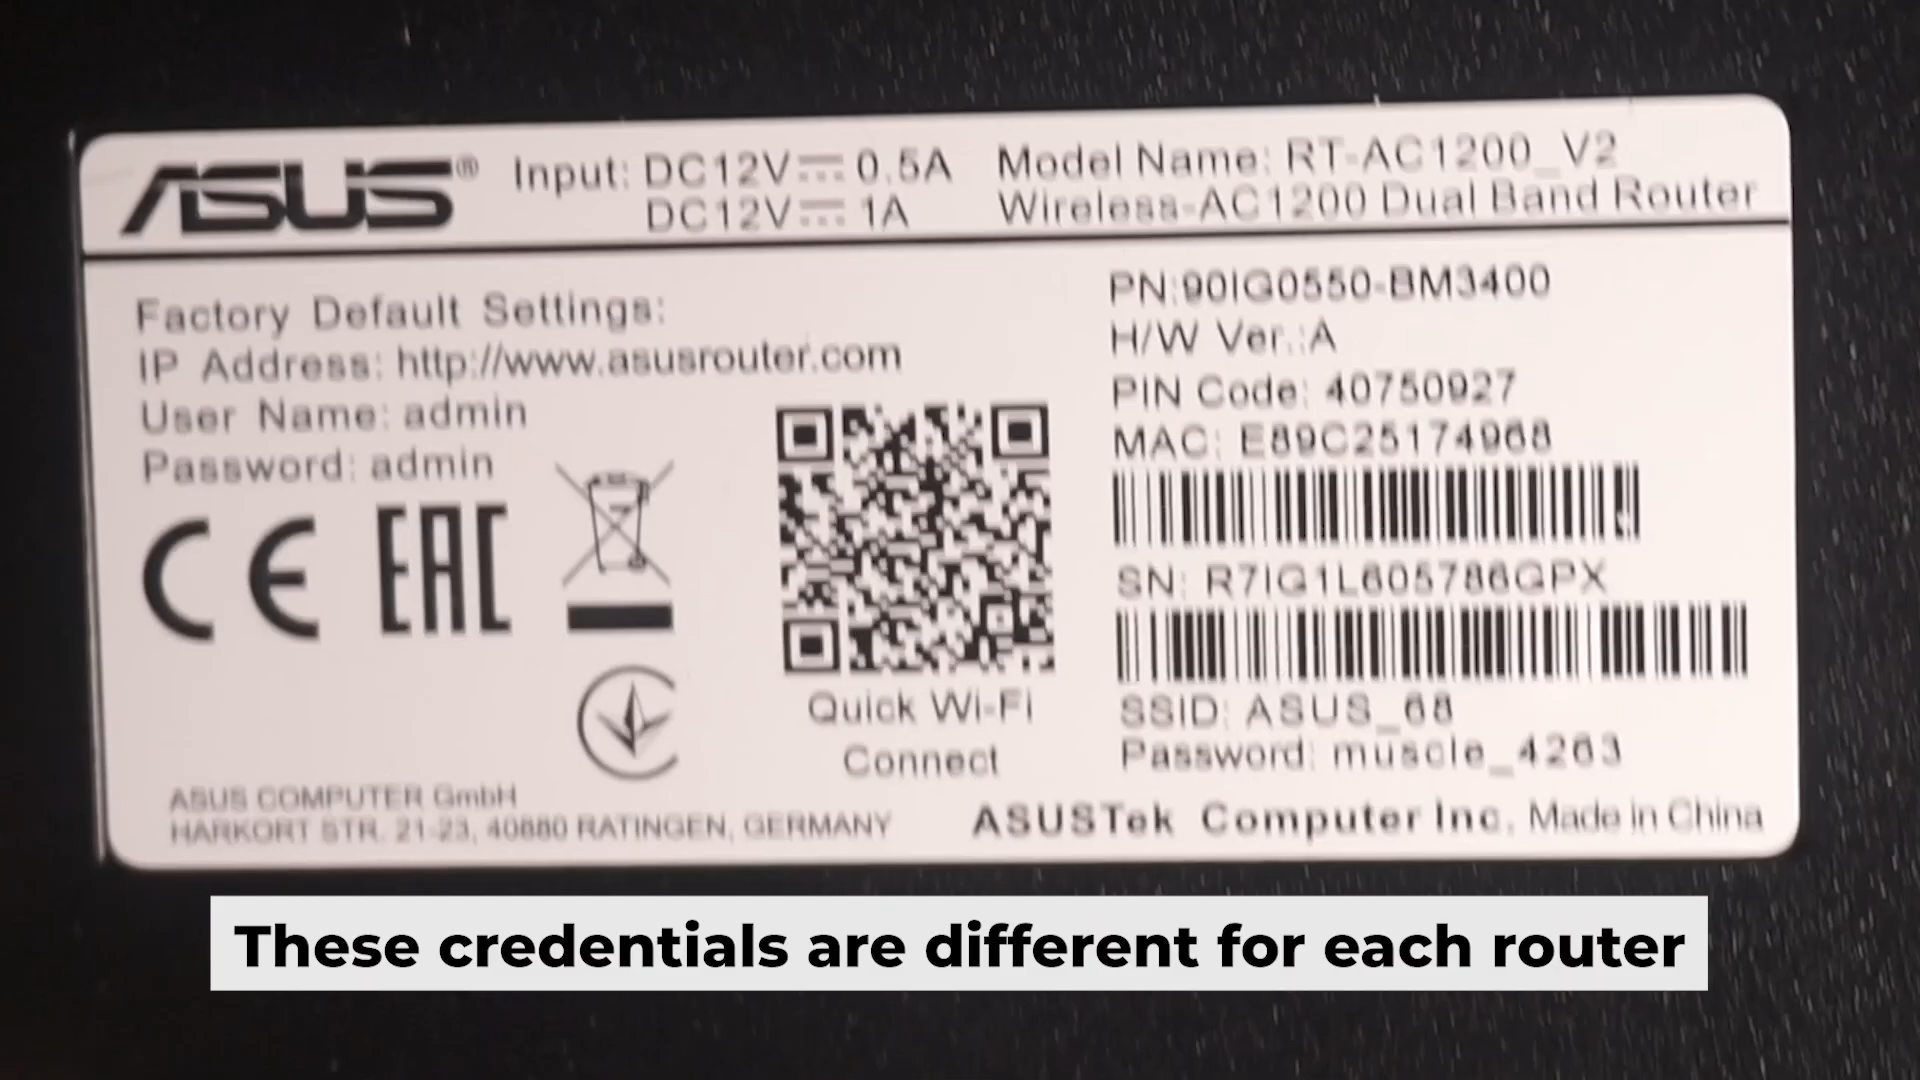 ASUS®
Input: DC12V⎓0.5A
DC12V⎓1A
Model Name: RT-AC1200_V2
Wireless-AC1200 Dual Band Router
Factory Default Settings:
IP Address: http://www.asusrouter.com
User Name: admin
Password: admin
CE EAC
Quick Wi-Fi
Connect
PN:90IG0550-BM3400
H/W Ver.:A
PIN Code: 40750927
MAC: E89C25174968
SN: R7IG1L605786GPX
SSID: ASUS_68
Password: muscle_4263
ASUS COMPUTER GmbH
HARKORT STR. 21-23, 40880 RATINGEN, GERMANY
ASUSTek Computer Inc. Made in China
These credentials are different for each router